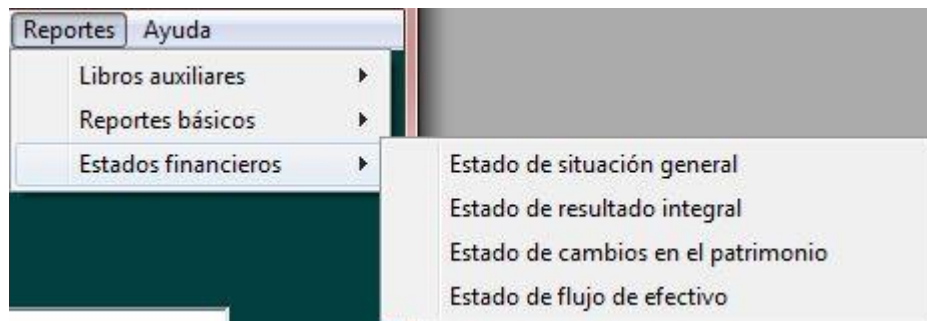 Reportes Ayuda
Libros auxiliares
Reportes básicos
Estados financieros
Estado de situación general
Estado de resultado integral
Estado de cambios en el patrimonio
Estado de flujo de efectivo